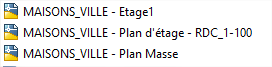 MAISONS_VILLE - Etage1
MAISONS_VILLE - Plan d'étage - RDC_1-100
MAISONS_VILLE - Plan Masse